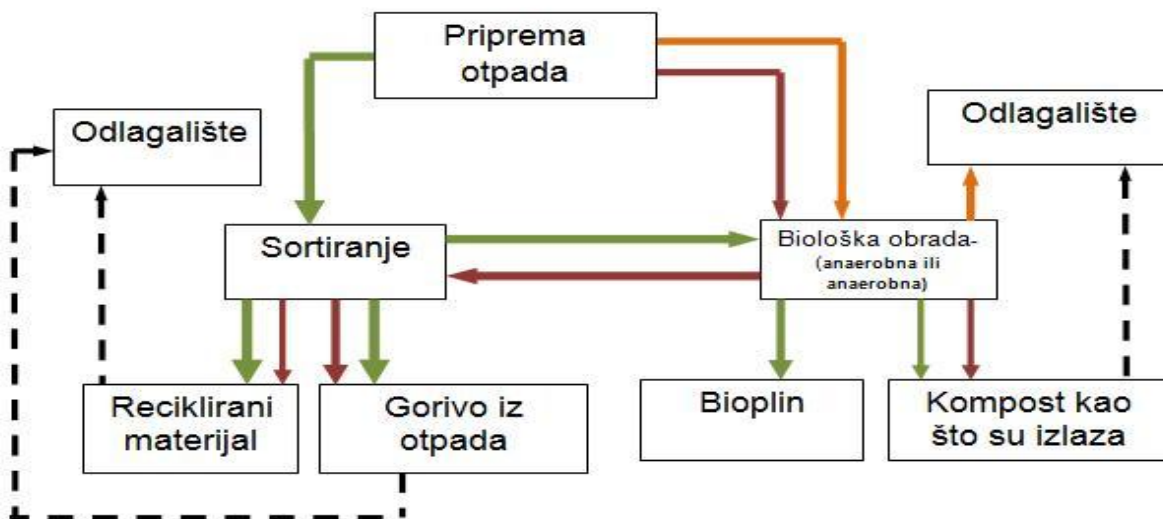 Priprema
otpada
Odlagalište
Odlagalište
Sortiranje
Biološka obrada-
(anaerobna ili
anaerobna)
Reciklirani
materijal
Gorivo iz
otpada
Bioplin
Kompost kao
što su izlaza